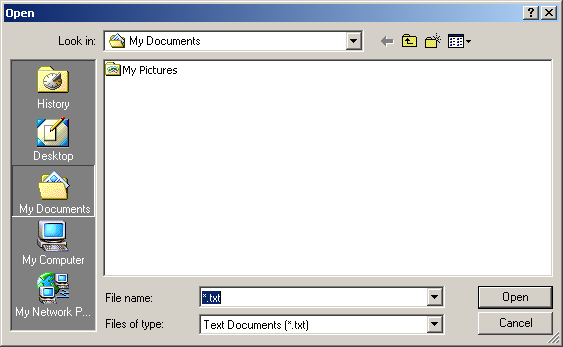 Open
Look in: My Documents
My Pictures
History
Desktop
My Documents
My Computer
My Network P...
File name: *.txt Open
Files of type: Text Documents (*.txt) Cancel